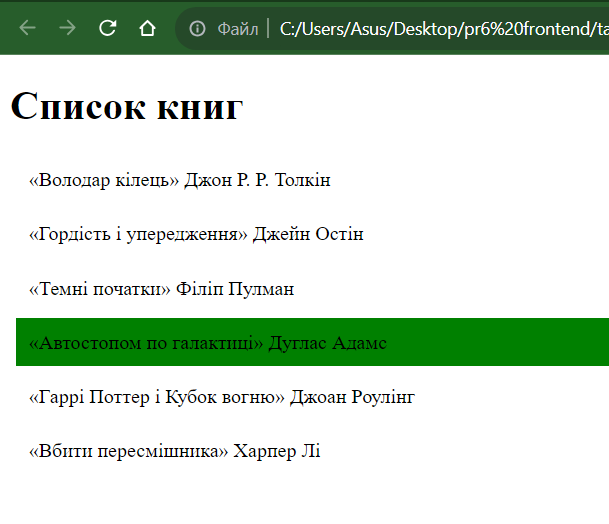 Файл C:/Users/Asus/Desktop/pr6%20frontend/ta
Список книг
«Володар кілець» Джон Р. Р. Толкін
«Гордість і упередження» Джейн Остін
«Темні початки» Філіп Пулман
«Автостопом по галактиці» Дуглас Адамс
«Гаррі Поттер і Кубок вогню» Джоан Роулінг
«Вбити пересмішника» Харпер Лі